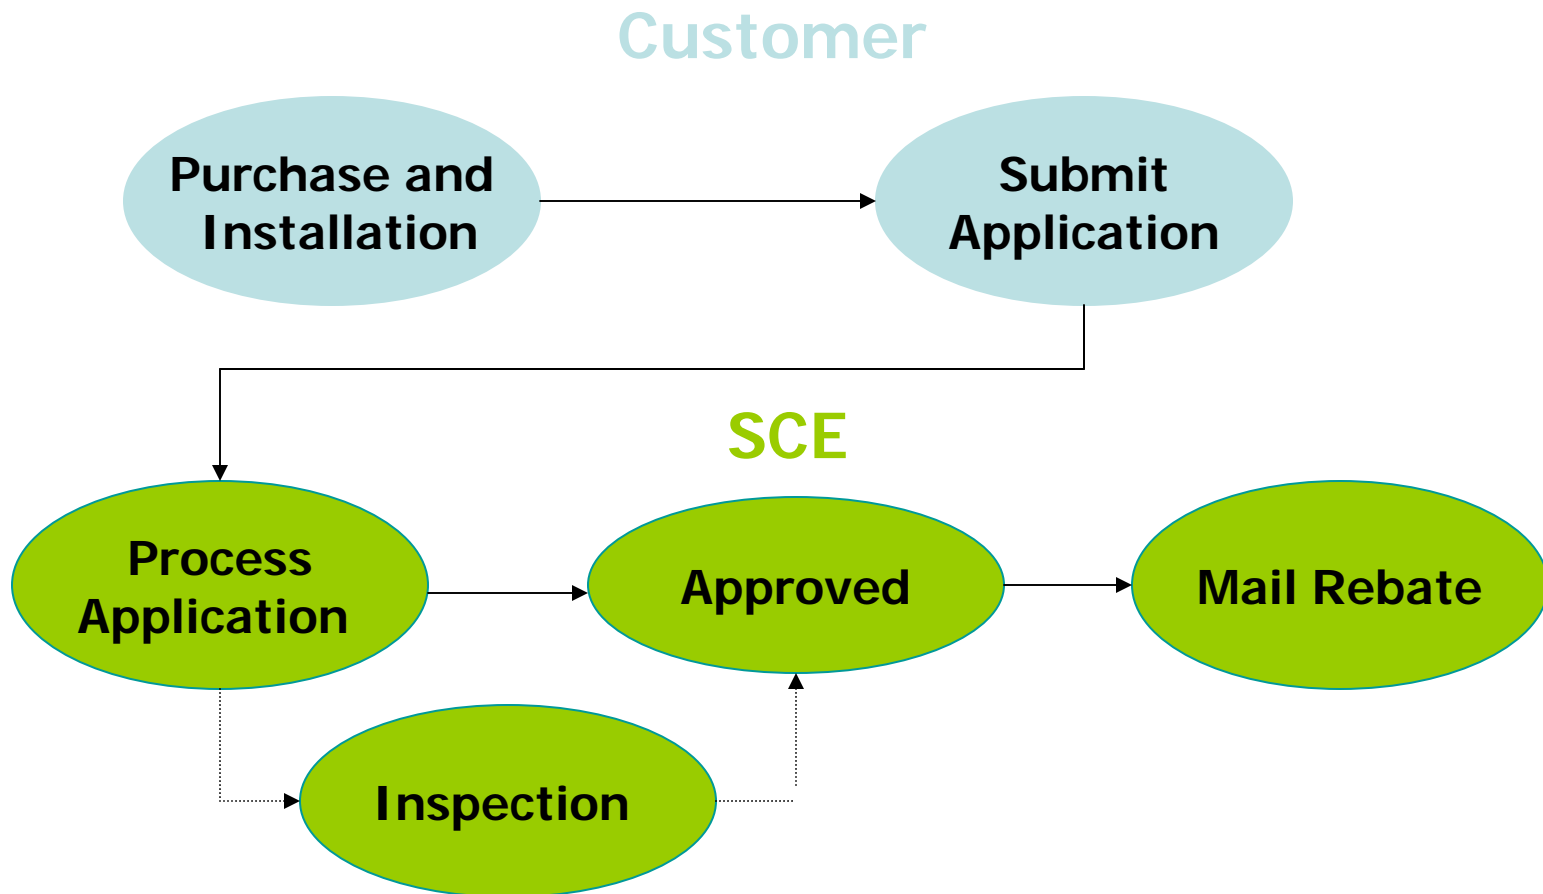 Customer
Purchase and
Installation
Submit
Application
SCE
Process
Application
Approved
Mail Rebate
Inspection